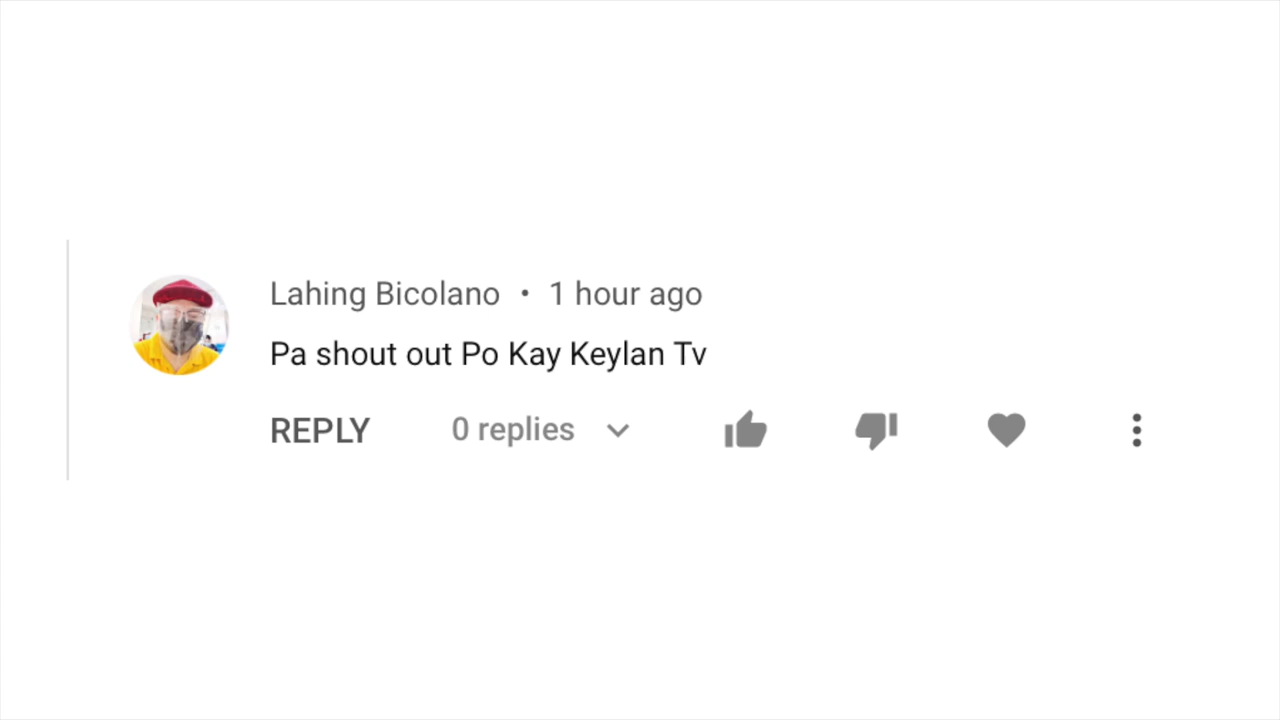 Lahing Bicolano • 1 hour ago
Pa shout out Po Kay Keylan Tv
REPLY 0 replies